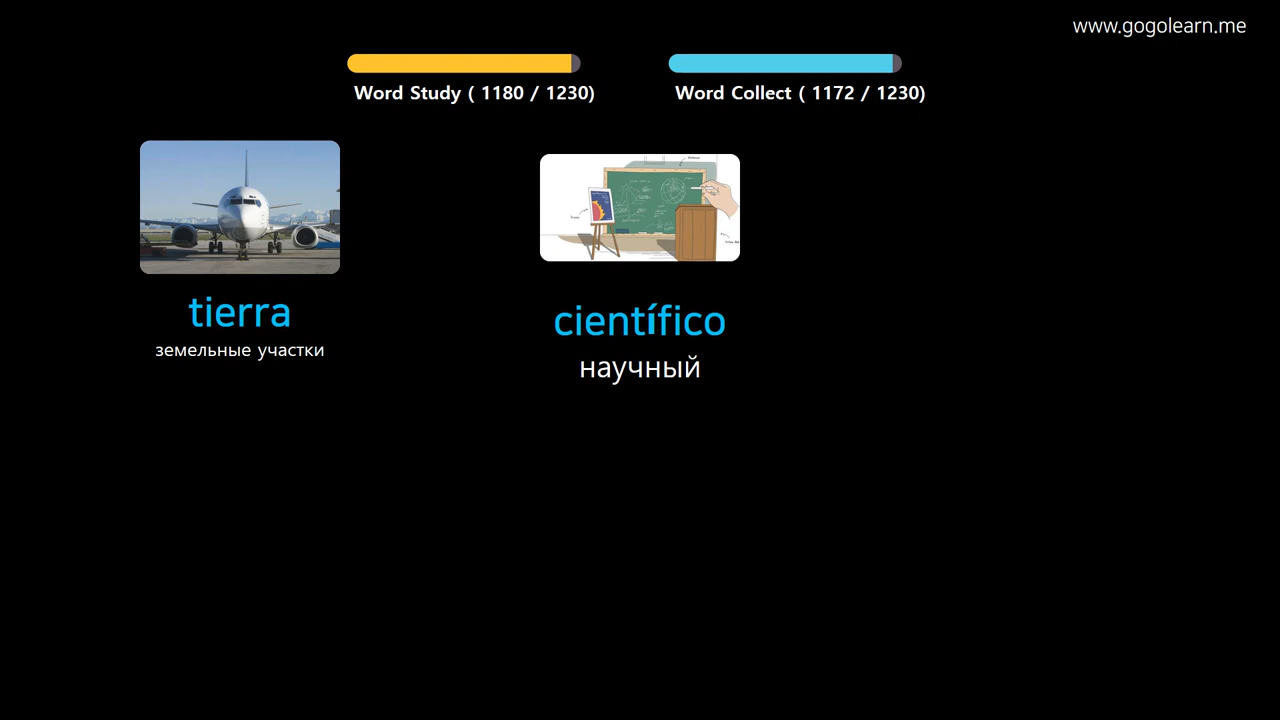 www.gogolearn.me
Word Study ( 1180 / 1230)
Word Collect ( 1172 / 1230)
tierra
земельные участки
científico
научный